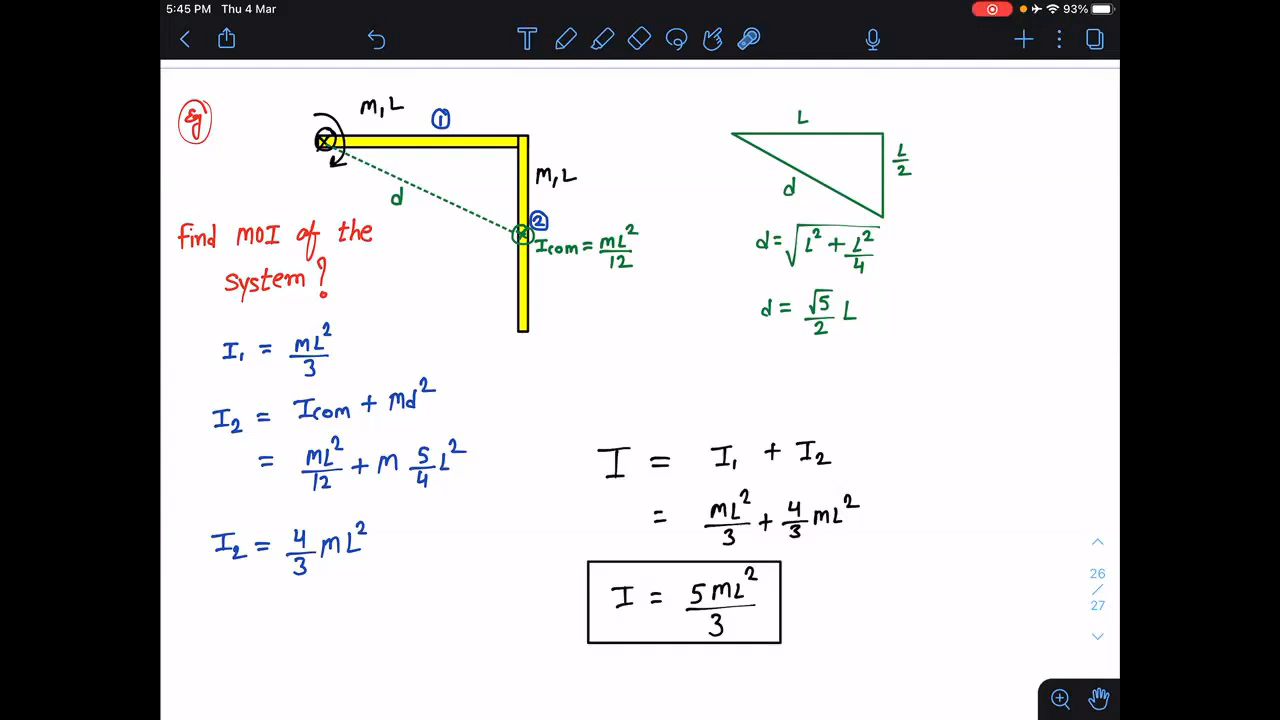 5:45 PM Thu 4 Mar
93%
T
Eg
m, L
①
m, L
d
②
Icom = mL²/12
find MOI of the
system?
L
L/2
d
d = √(L² + L²/4)
d = √5/2 L
I₁ = mL²/3
I₂ = Icom + md²
= mL²/12 + m 5/4 L²
I₂ = 4/3 mL²
I = I₁ + I₂
= mL²/3 + 4/3 mL²
I = 5mL²/3
26
/
27